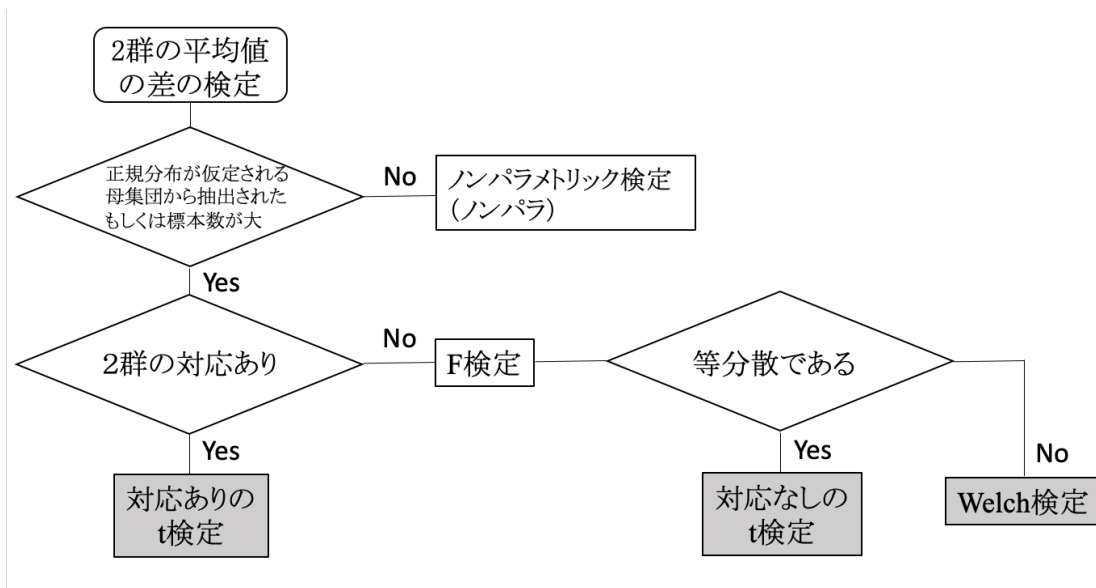 2群の平均値
の差の検定
正規分布が仮定される
母集団から抽出された
もしくは標本数が大
No
ノンパラメトリック検定
(ノンパラ)
Yes
2群の対応あり
No
F検定
等分散である
Yes
対応ありの
t検定
Yes
対応なしの
t検定
No
Welch検定